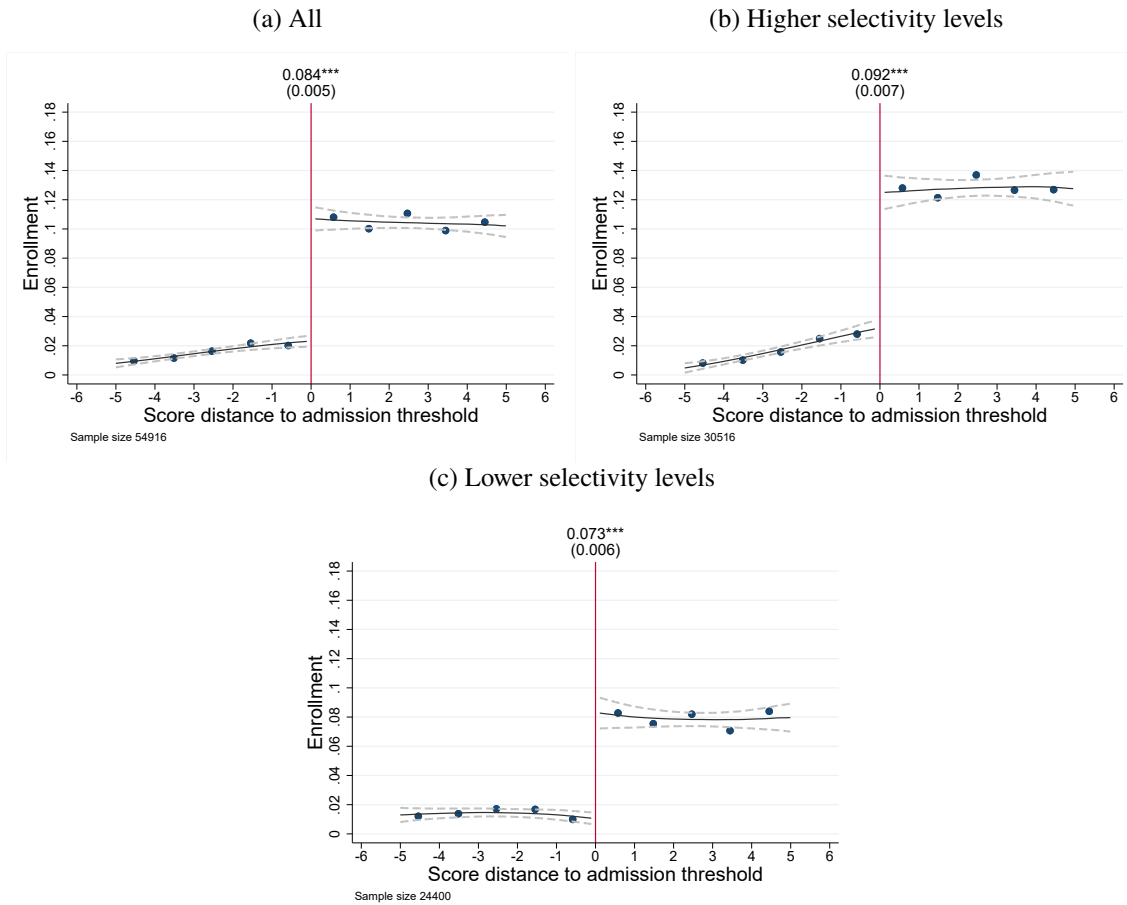 (a) All
0.084***
(0.005)
Enrollment
0 .02 .04 .06 .08 .1 .12 .14 .16 .18
-6 -5 -4 -3 -2 -1 0 1 2 3 4 5 6
Score distance to admission threshold
Sample size 54916
(b) Higher selectivity levels
0.092***
(0.007)
Enrollment
0 .02 .04 .06 .08 .1 .12 .14 .16 .18
-6 -5 -4 -3 -2 -1 0 1 2 3 4 5 6
Score distance to admission threshold
Sample size 30516
(c) Lower selectivity levels
0.073***
(0.006)
Enrollment
0 .02 .04 .06 .08 .1 .12 .14 .16 .18
-6 -5 -4 -3 -2 -1 0 1 2 3 4 5 6
Score distance to admission threshold
Sample size 24400